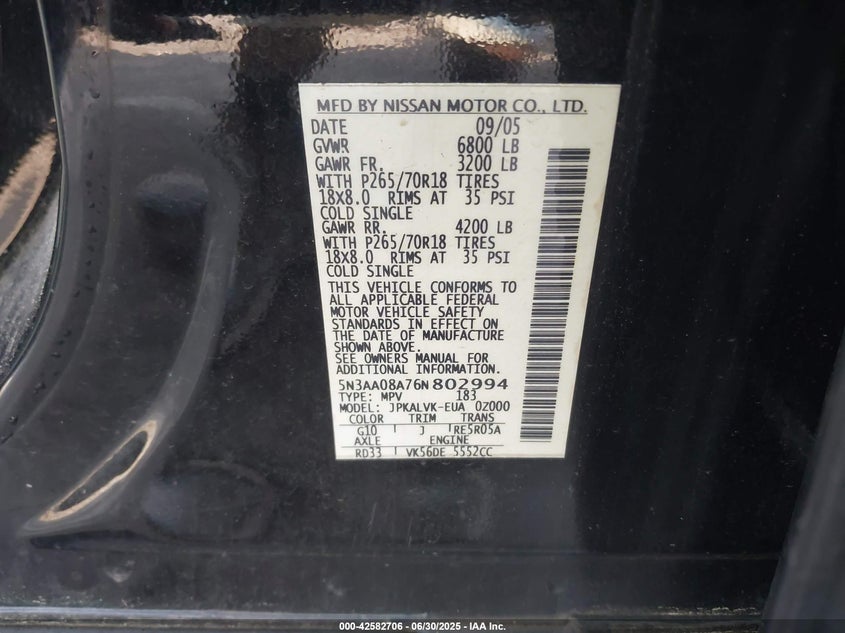 MFD BY NISSAN MOTOR CO., LTD.
DATE 09/05
GVWR 6800 LB
GAWR FR. 3200 LB
WITH P265/70R18 TIRES
18X8.0 RIMS AT 35 PSI
COLD SINGLE
GAWR RR. 4200 LB
WITH P265/70R18 TIRES
18X8.0 RIMS AT 35 PSI
COLD SINGLE
THIS VEHICLE CONFORMS TO
ALL APPLICABLE FEDERAL
MOTOR VEHICLE SAFETY
STANDARDS IN EFFECT ON
THE DATE OF MANUFACTURE
SHOWN ABOVE.
SEE OWNERS MANUAL FOR
ADDITIONAL INFORMATION.
5N3AA08A76N802994
TYPE: MPV 183
MODEL: JPKALVK-EUA 0Z000
COLOR TRIM TRANS
G10 J RE5R05A
AXLE ENGINE
RD33 VK56DE 5552CC
000-42582706 - 06/30/2025 - IAA Inc.